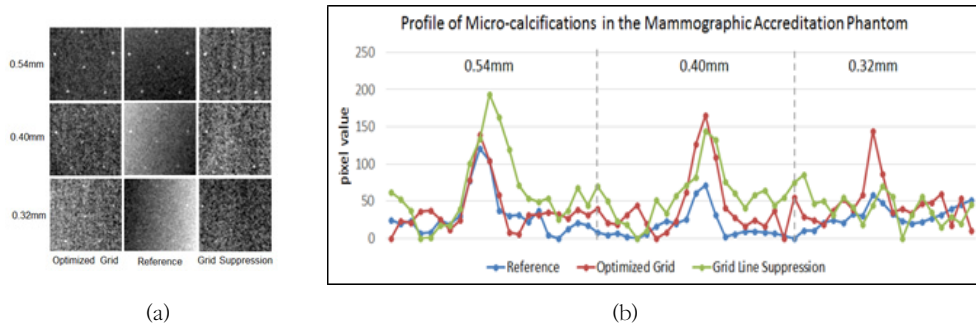 0.54mm
0.40mm
0.32mm
Optimized Grid Reference Grid Suppression
(a)
Profile of Micro-calcifications in the Mammographic Accreditation Phantom
250
200
150
100
50
0
pixel value
0.54mm 0.40mm 0.32mm
Reference Optimized Grid Grid Line Suppression
(b)